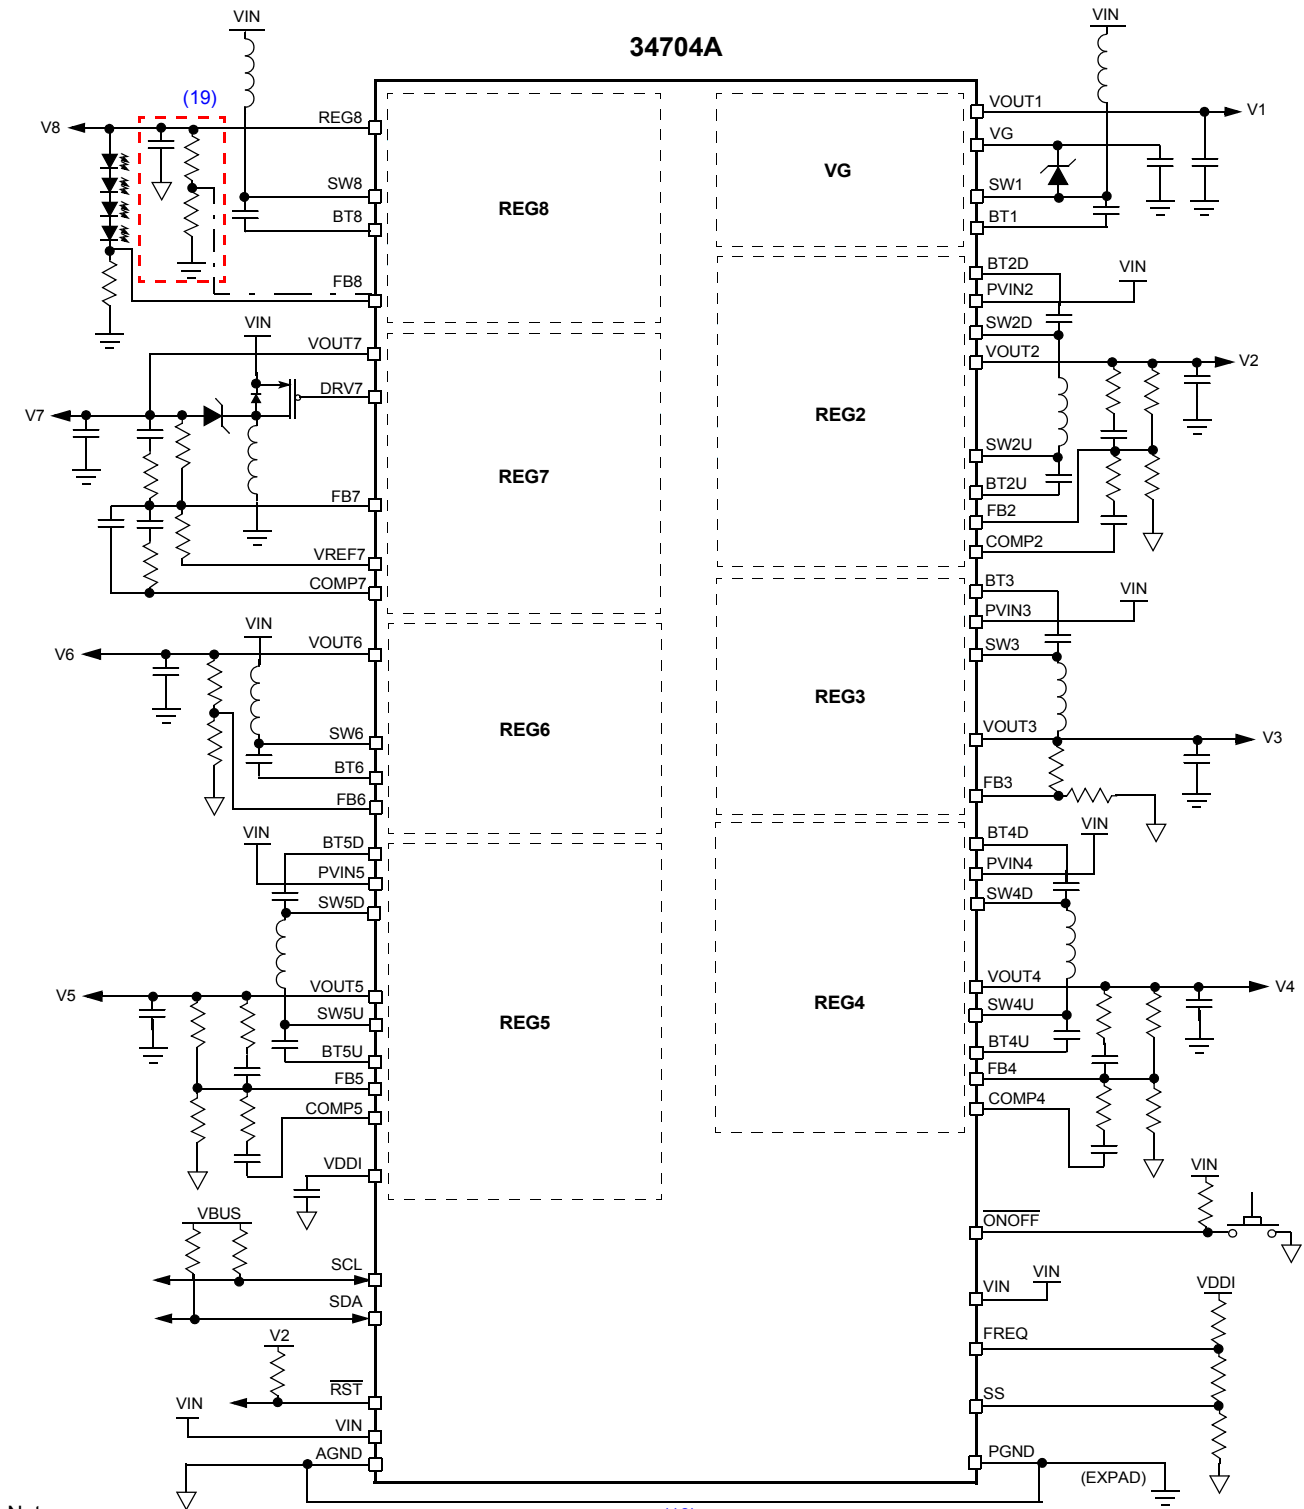 34704A
VIN
(19)
V8
REG8
SW8
BT8
FB8
REG8
VIN
VOUT7
DRV7
V7
FB7
VREF7
COMP7
REG7
VIN
V6
VOUT6
SW6
BT6
FB6
REG6
VIN
BT5D
PVIN5
SW5D
V5
VOUT5
SW5U
BT5U
FB5
COMP5
VDDI
REG5
VBUS
SCL
SDA
V2
RST
VIN
VIN
AGND
VIN
VOUT1
V1
VG
VG
SW1
BT1
BT2D
VIN
PVIN2
SW2D
VOUT2
V2
REG2
SW2U
BT2U
FB2
COMP2
BT3
VIN
PVIN3
SW3
REG3
VOUT3
V3
FB3
BT4D
VIN
PVIN4
SW4D
VOUT4
V4
REG4
SW4U
BT4U
FB4
COMP4
VIN
ONOFF
VIN
VIN
VDDI
FREQ
SS
PGND
(EXPAD)